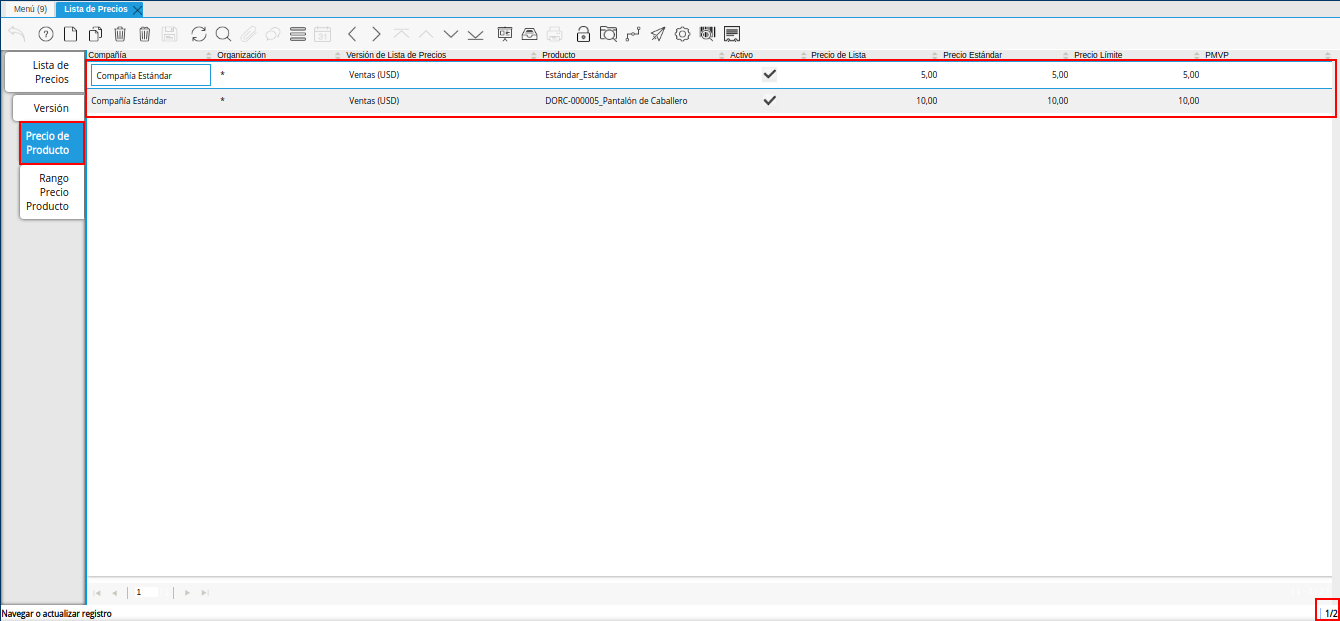 Menú (9) Lista de Precios
Lista de
Precios
Versión
Precio de
Producto
Rango
Precio
Producto
Compañía Organización Versión de Lista de Precios Producto Activo Precio de Lista Precio Estándar Precio Límite PMVP
Compañía Estándar * Ventas (USD) Estándar_Estándar 5,00 5,00 5,00
Compañía Estándar * Ventas (USD) DORC-000005_Pantalón de Caballero 10,00 10,00 10,00
1
Navegar o actualizar registro 1/2